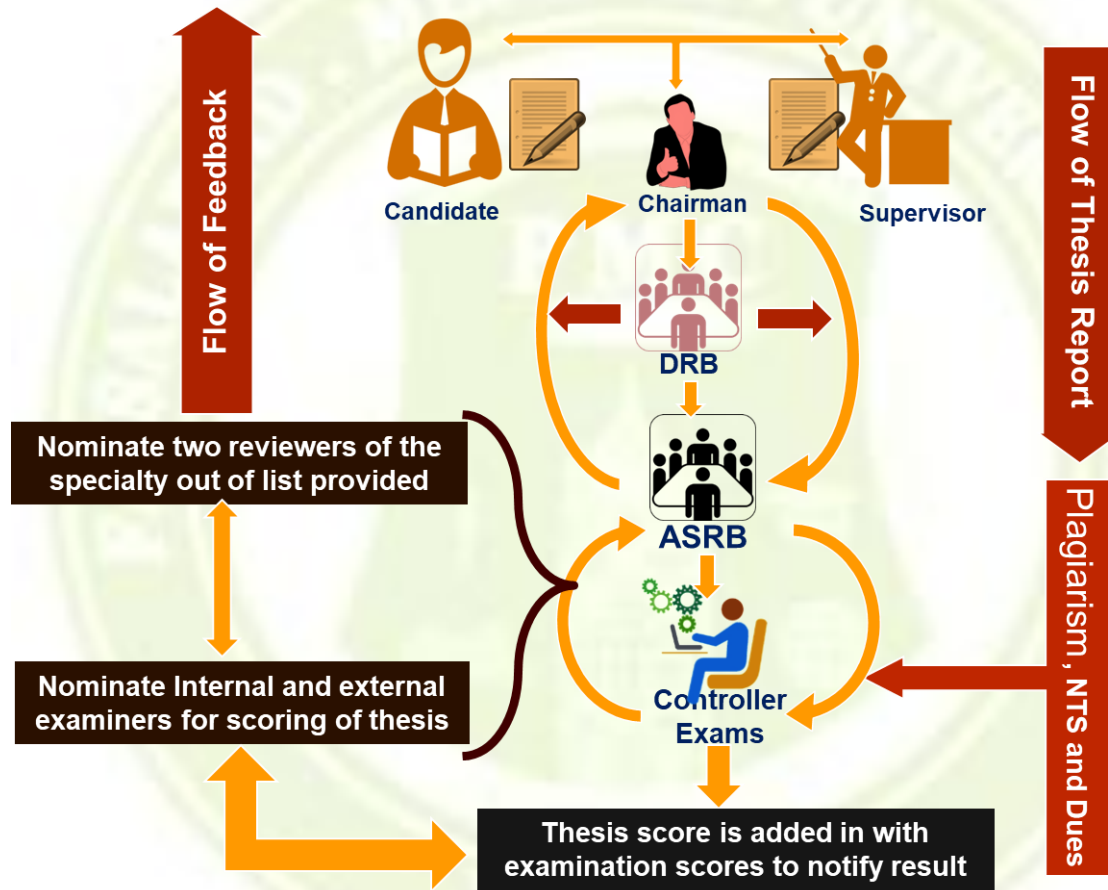 Flow of Feedback
Candidate
Chairman
Supervisor
Flow of Thesis Report
DRB
Nominate two reviewers of the
specialty out of list provided
ASRB
Plagiarism, NTS and Dues
Nominate Internal and external
examiners for scoring of thesis
Controller
Exams
Thesis score is added in with
examination scores to notify result